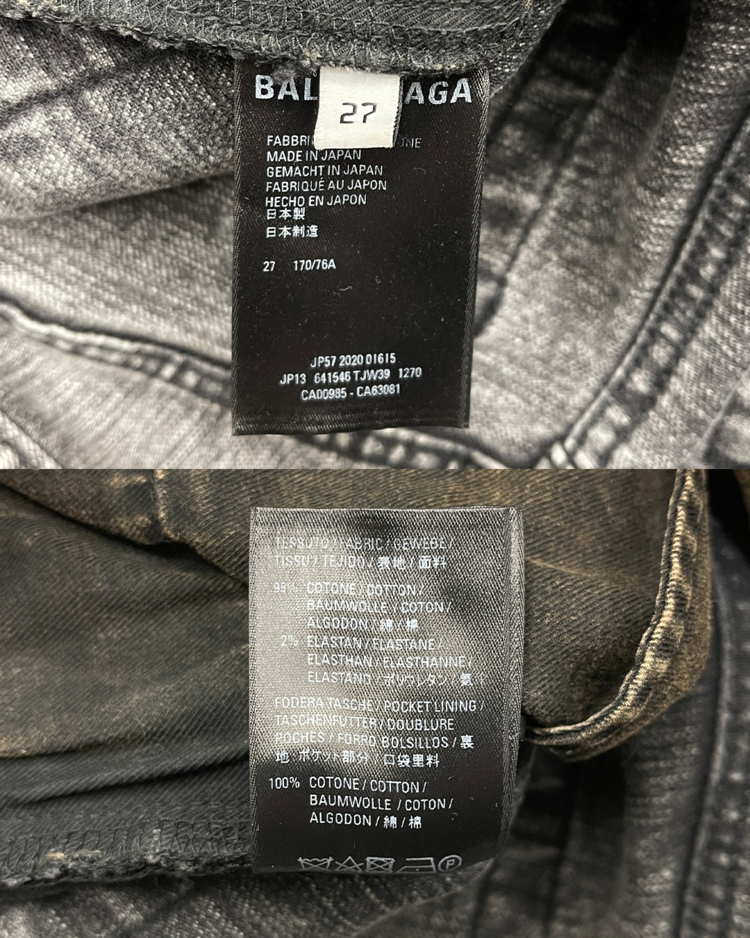 BAL AGA
27
FABBRI ONE
MADE IN JAPAN
GEMACHT IN JAPAN
FABRIQUÉ AU JAPON
HECHO EN JAPON
日本製
日本制造
27 170/76A
JP57 2020 01615
JP13 641546 TJW39 1270
CA00985 - CA63081
TESSUTO / FABRIC / GEWEBE /
TISSU / TEJIDO / 表地 / 面料
98% COTONE / COTTON /
BAUMWOLLE / COTON /
ALGODON / 綿 / 棉
2% ELASTAN / ELASTANE /
ELASTHAN / ELASTHANNE /
ELASTANO / ポリウレタン / 氨纶
FODERA TASCHE / POCKET LINING /
TASCHENFUTTER / DOUBLURE
POCHES / FORRO BOLSILLOS / 裏
地:ポケット部分 / 口袋里料
100% COTONE / COTTON /
BAUMWOLLE / COTON /
ALGODON / 綿 / 棉